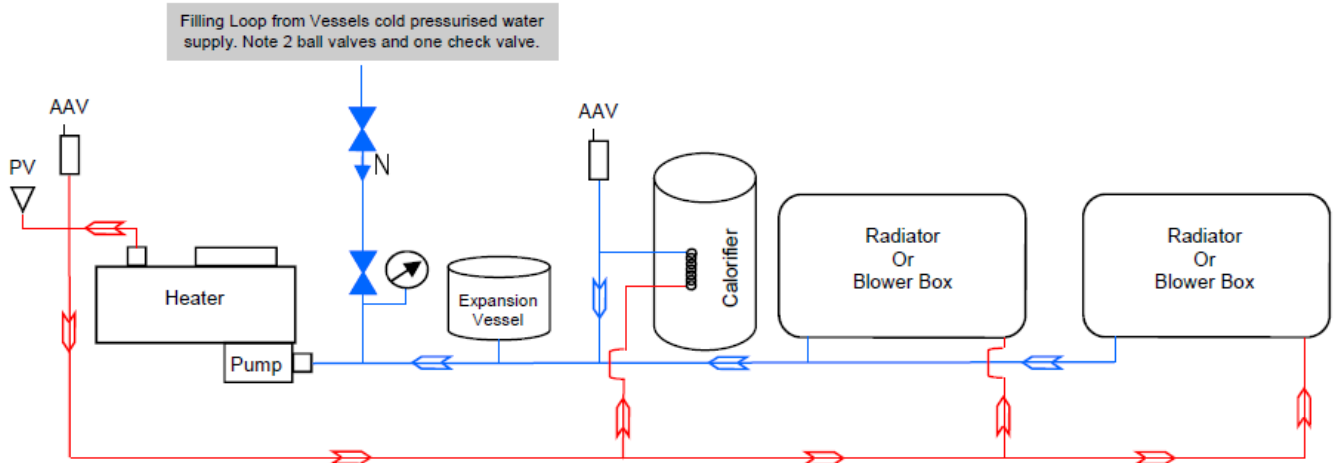 Filling Loop from Vessels cold pressurised water
supply. Note 2 ball valves and one check valve.
AAV
AAV
PV
N
Heater
Pump
Expansion
Vessel
Calorifier
Radiator
Or
Blower Box
Radiator
Or
Blower Box